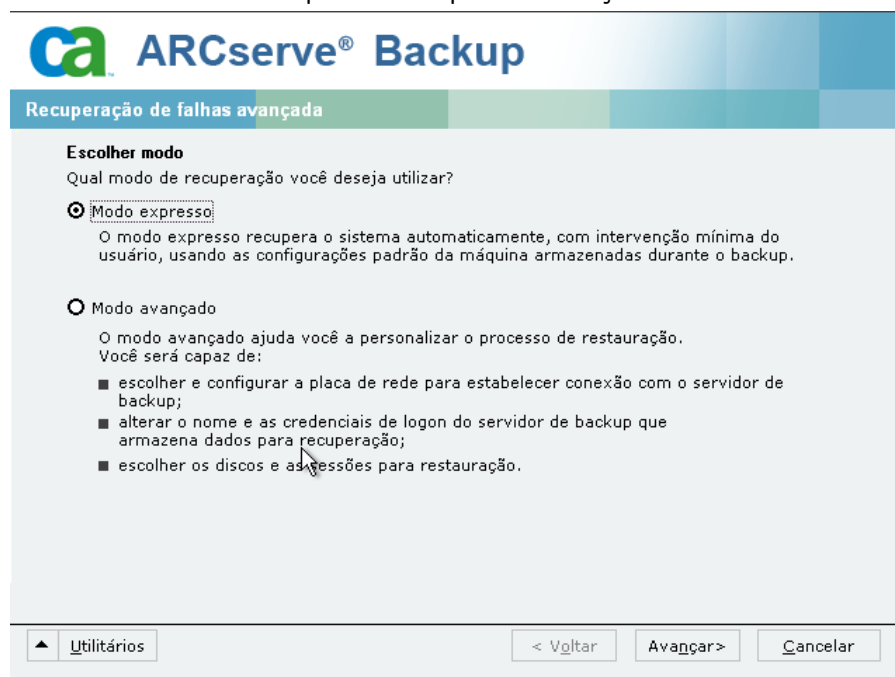 ca ARCserve® Backup
Recuperação de falhas avançada
Escolher modo
Qual modo de recuperação você deseja utilizar?
Modo expresso
O modo expresso recupera o sistema automaticamente, com intervenção mínima do
usuário, usando as configurações padrão da máquina armazenadas durante o backup.
Modo avançado
O modo avançado ajuda você a personalizar o processo de restauração.
Você será capaz de:
escolher e configurar a placa de rede para estabelecer conexão com o servidor de
backup;
alterar o nome e as credenciais de logon do servidor de backup que
armazena dados para recuperação;
escolher os discos e as sessões para restauração.
Utilitários
< Voltar
Avançar>
Cancelar